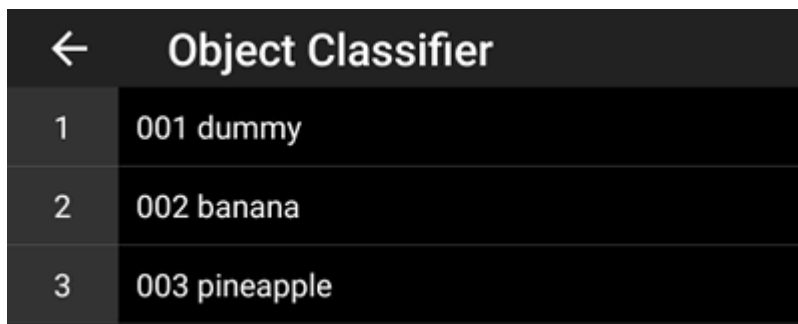 Object Classifier
1 001 dummy
2 002 banana
3 003 pineapple